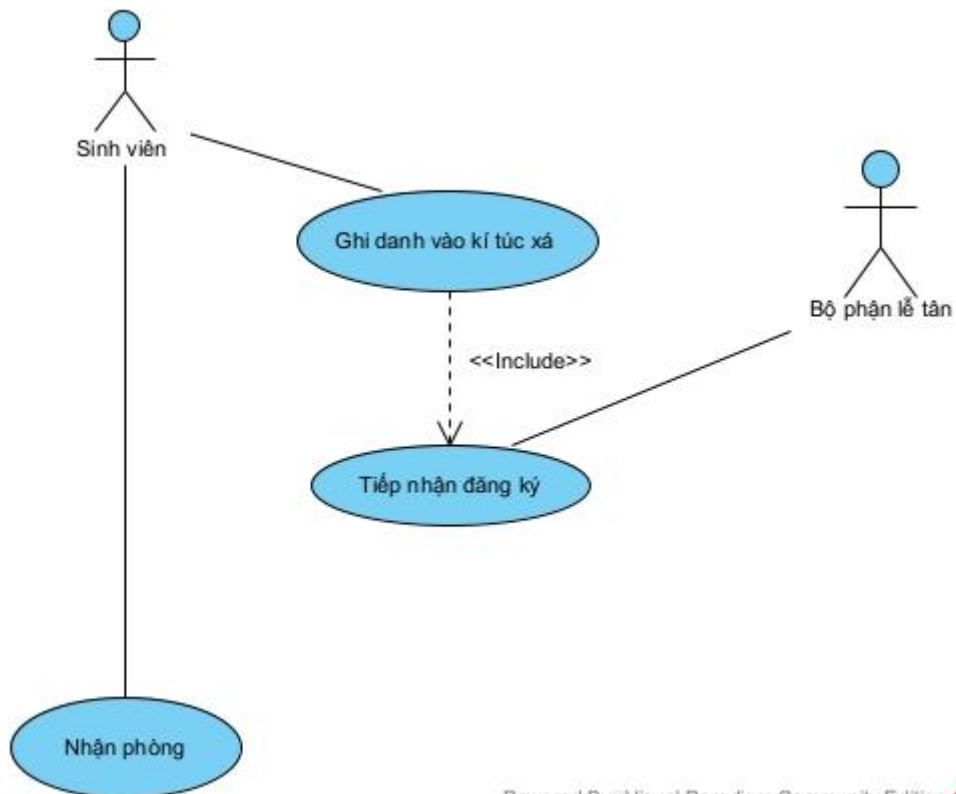 Sinh viên
Ghi danh vào kí túc xá
Bộ phận lễ tân
<<Include>>
Tiếp nhận đăng ký
Nhận phòng